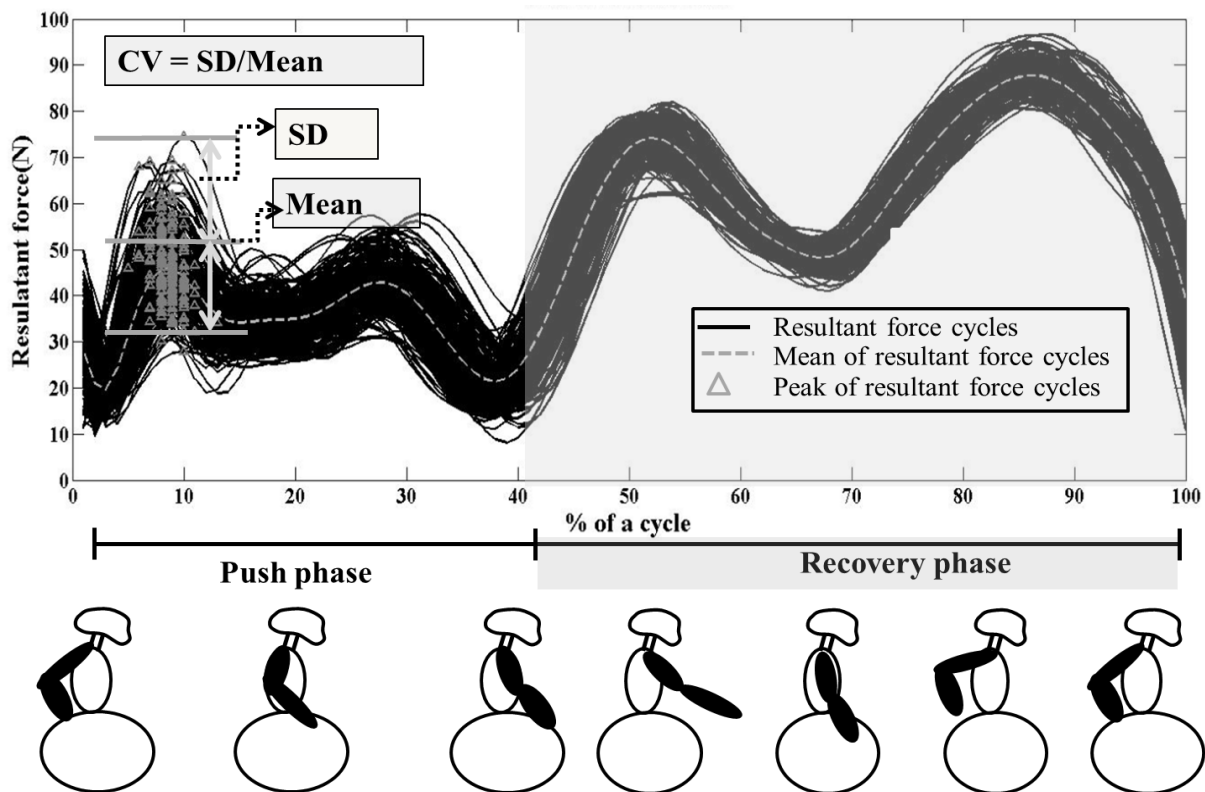 CV = SD/Mean
SD
Mean
Resulatant force(N)
100
90
80
70
60
50
40
30
20
10
0
Resultant force cycles
Mean of resultant force cycles
Peak of resultant force cycles
0 10 20 30 40 50 60 70 80 90 100
% of a cycle
Push phase
Recovery phase